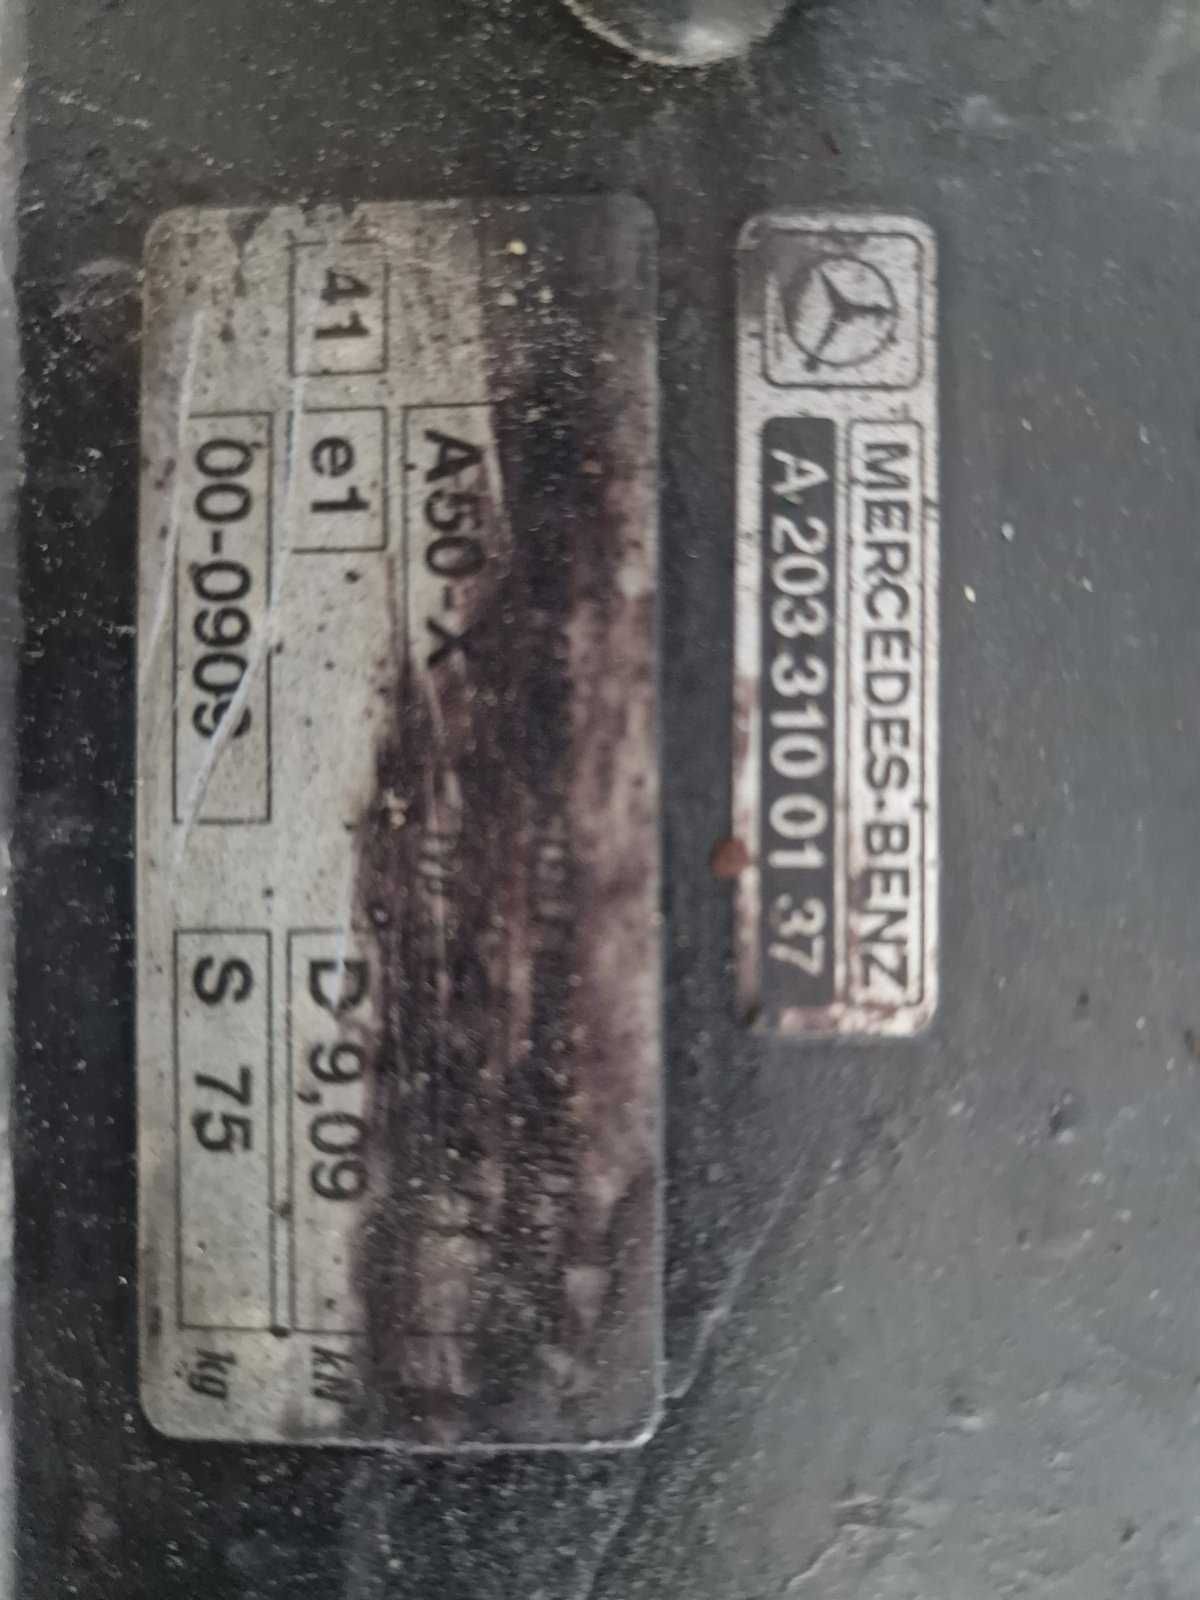 MERCEDES-BENZ
A 203 310 01 37
A50-X
41
e1
D 9,09
kN
00-0909
S 75
kg